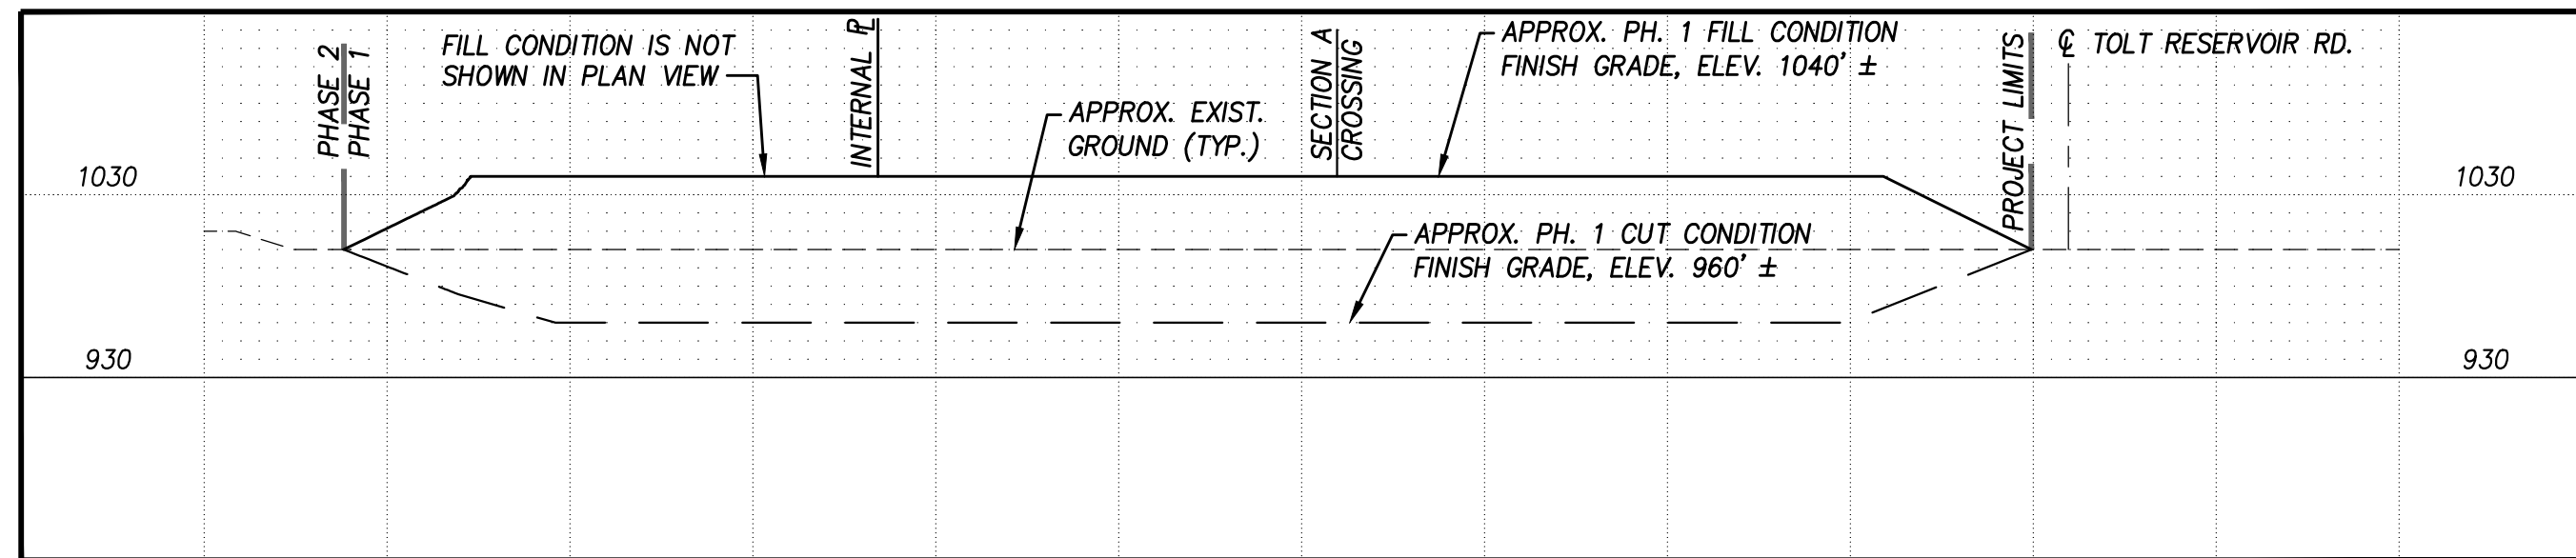 PHASE 2
PHASE 1
FILL CONDITION IS NOT
SHOWN IN PLAN VIEW
INTERNAL PL
APPROX. EXIST.
GROUND (TYP.)
SECTION A
CROSSING
APPROX. PH. 1 FILL CONDITION
FINISH GRADE, ELEV. 1040' ±
PROJECT LIMITS
℄ TOLT RESERVOIR RD.
1030
1030
APPROX. PH. 1 CUT CONDITION
FINISH GRADE, ELEV. 960' ±
930
930